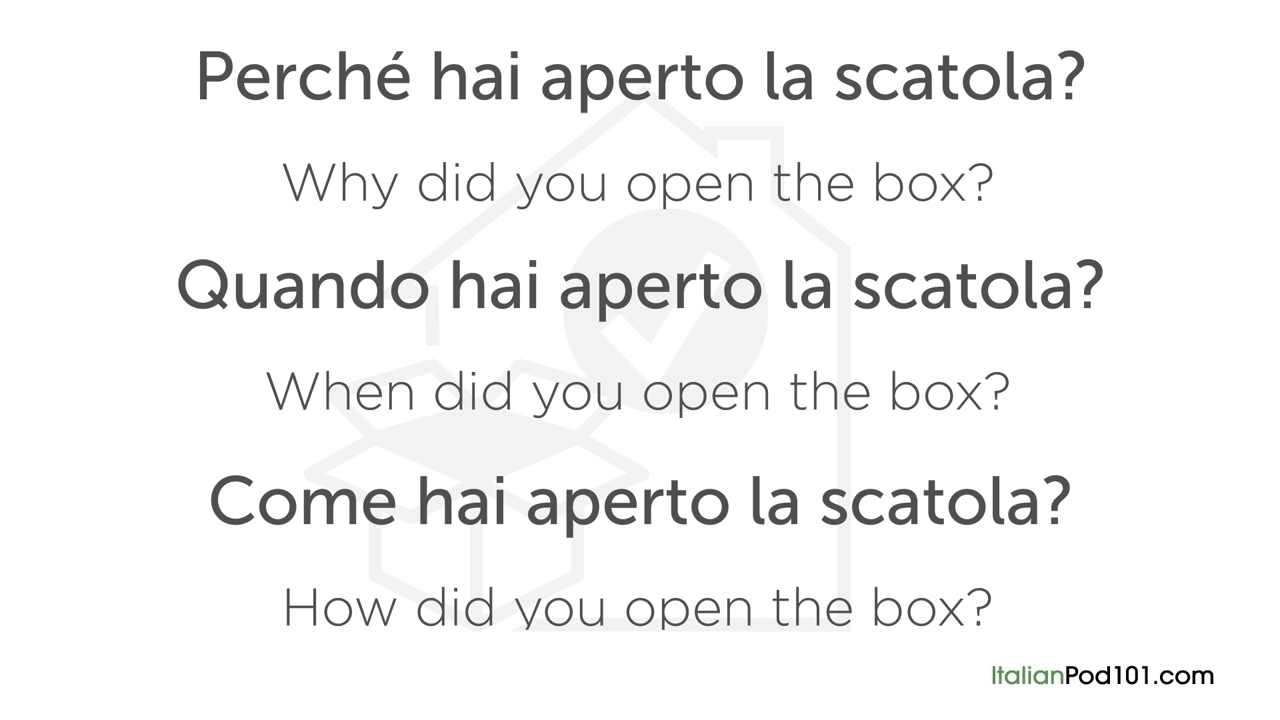 Perché hai aperto la scatola?
Why did you open the box?
Quando hai aperto la scatola?
When did you open the box?
Come hai aperto la scatola?
How did you open the box?
ItalianPod101.com